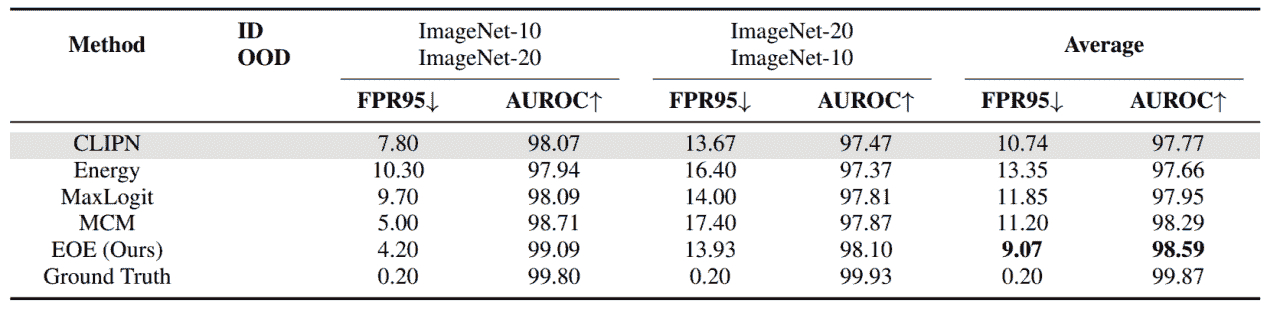 Method ID ImageNet-10 ImageNet-20 Average
OOD ImageNet-20 ImageNet-10
FPR95↓ AUROC↑ FPR95↓ AUROC↑ FPR95↓ AUROC↑
CLIPN 7.80 98.07 13.67 97.47 10.74 97.77
Energy 10.30 97.94 16.40 97.37 13.35 97.66
MaxLogit 9.70 98.09 14.00 97.81 11.85 97.95
MCM 5.00 98.71 17.40 97.87 11.20 98.29
EOE (Ours) 4.20 99.09 13.93 98.10 9.07 98.59
Ground Truth 0.20 99.80 0.20 99.93 0.20 99.87